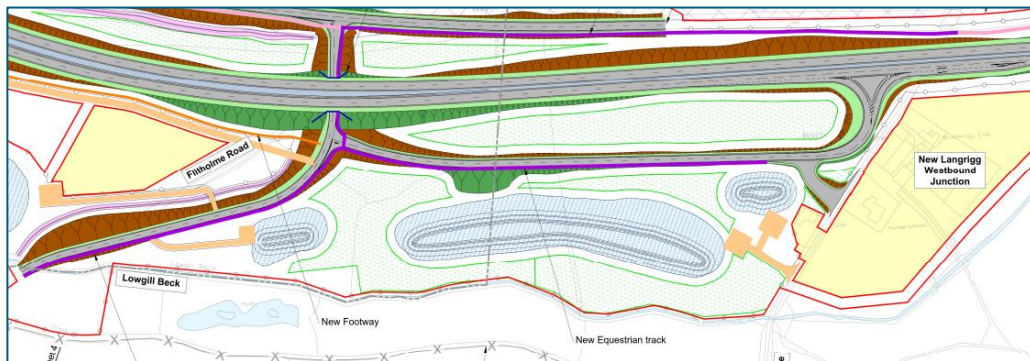 Flitholme Road
New Langrigg
Westbound
Junction
Lowgill Beck
New Footway
New Equestrian track